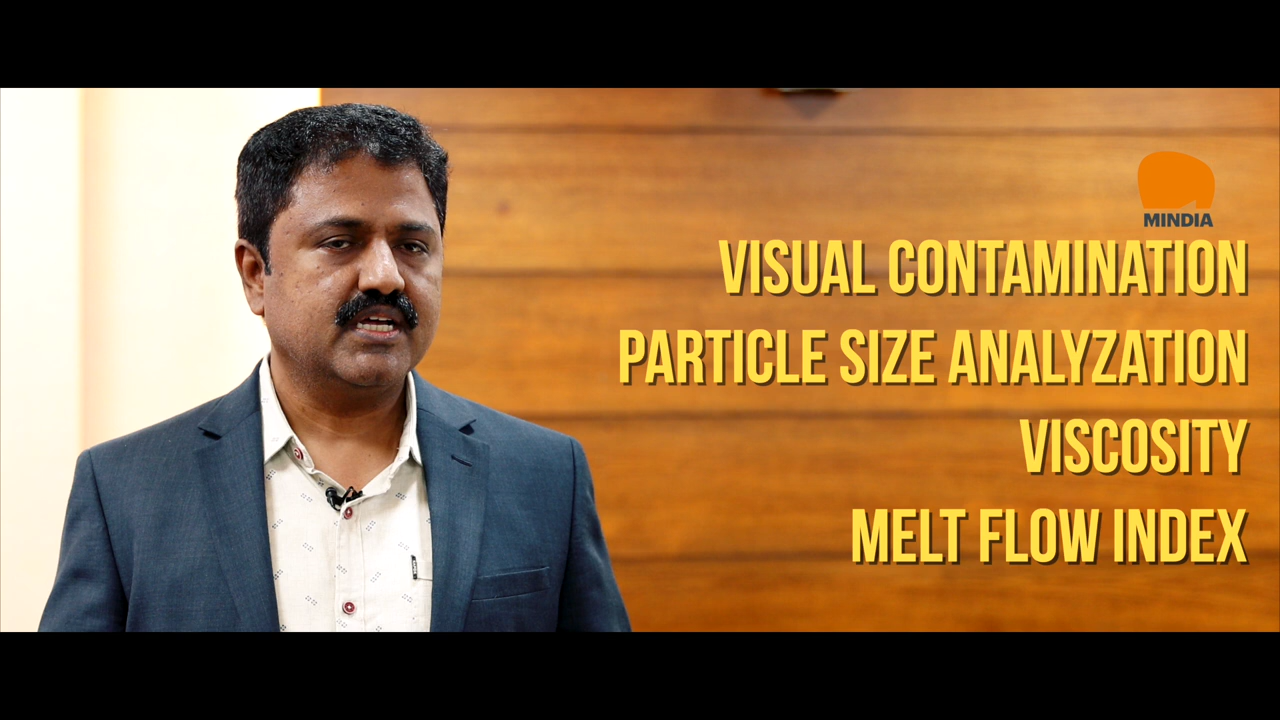 MINDIA
VISUAL CONTAMINATION
PARTICLE SIZE ANALYZATION
VISCOSITY
MELT FLOW INDEX